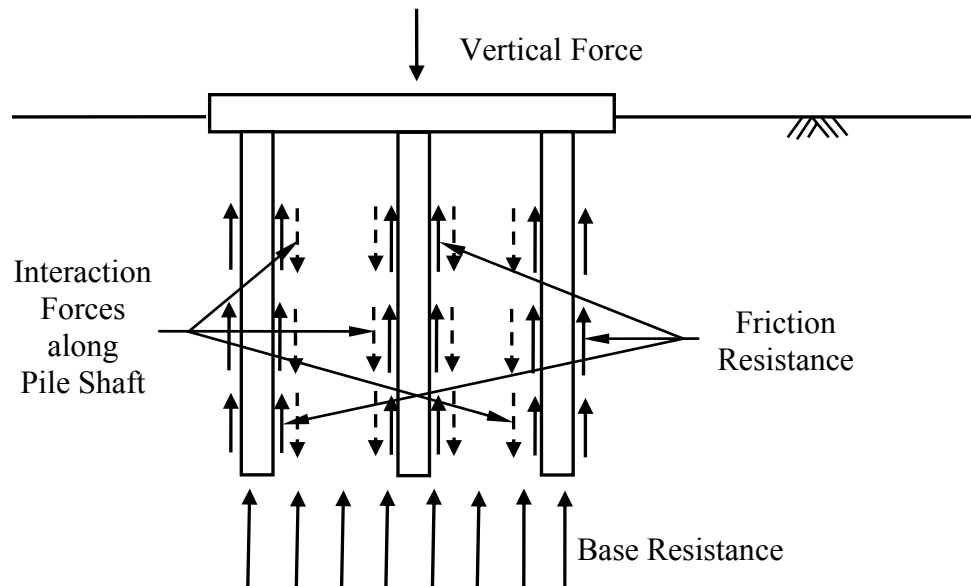 Vertical Force
Interaction
Forces
along
Pile Shaft
Friction
Resistance
Base Resistance